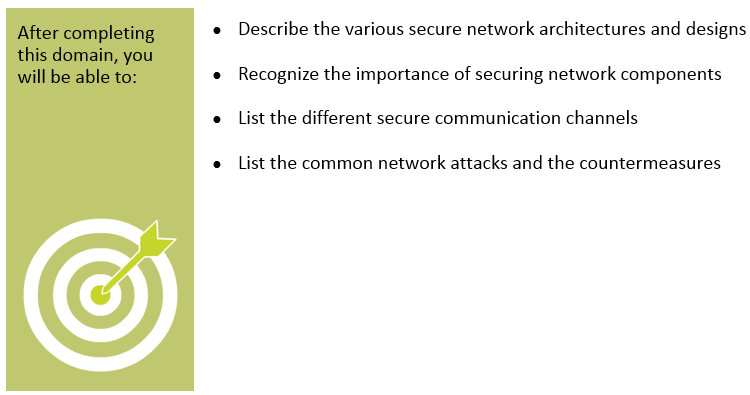 After completing
this domain, you
will be able to:
• Describe the various secure network architectures and designs
• Recognize the importance of securing network components
• List the different secure communication channels
• List the common network attacks and the countermeasures